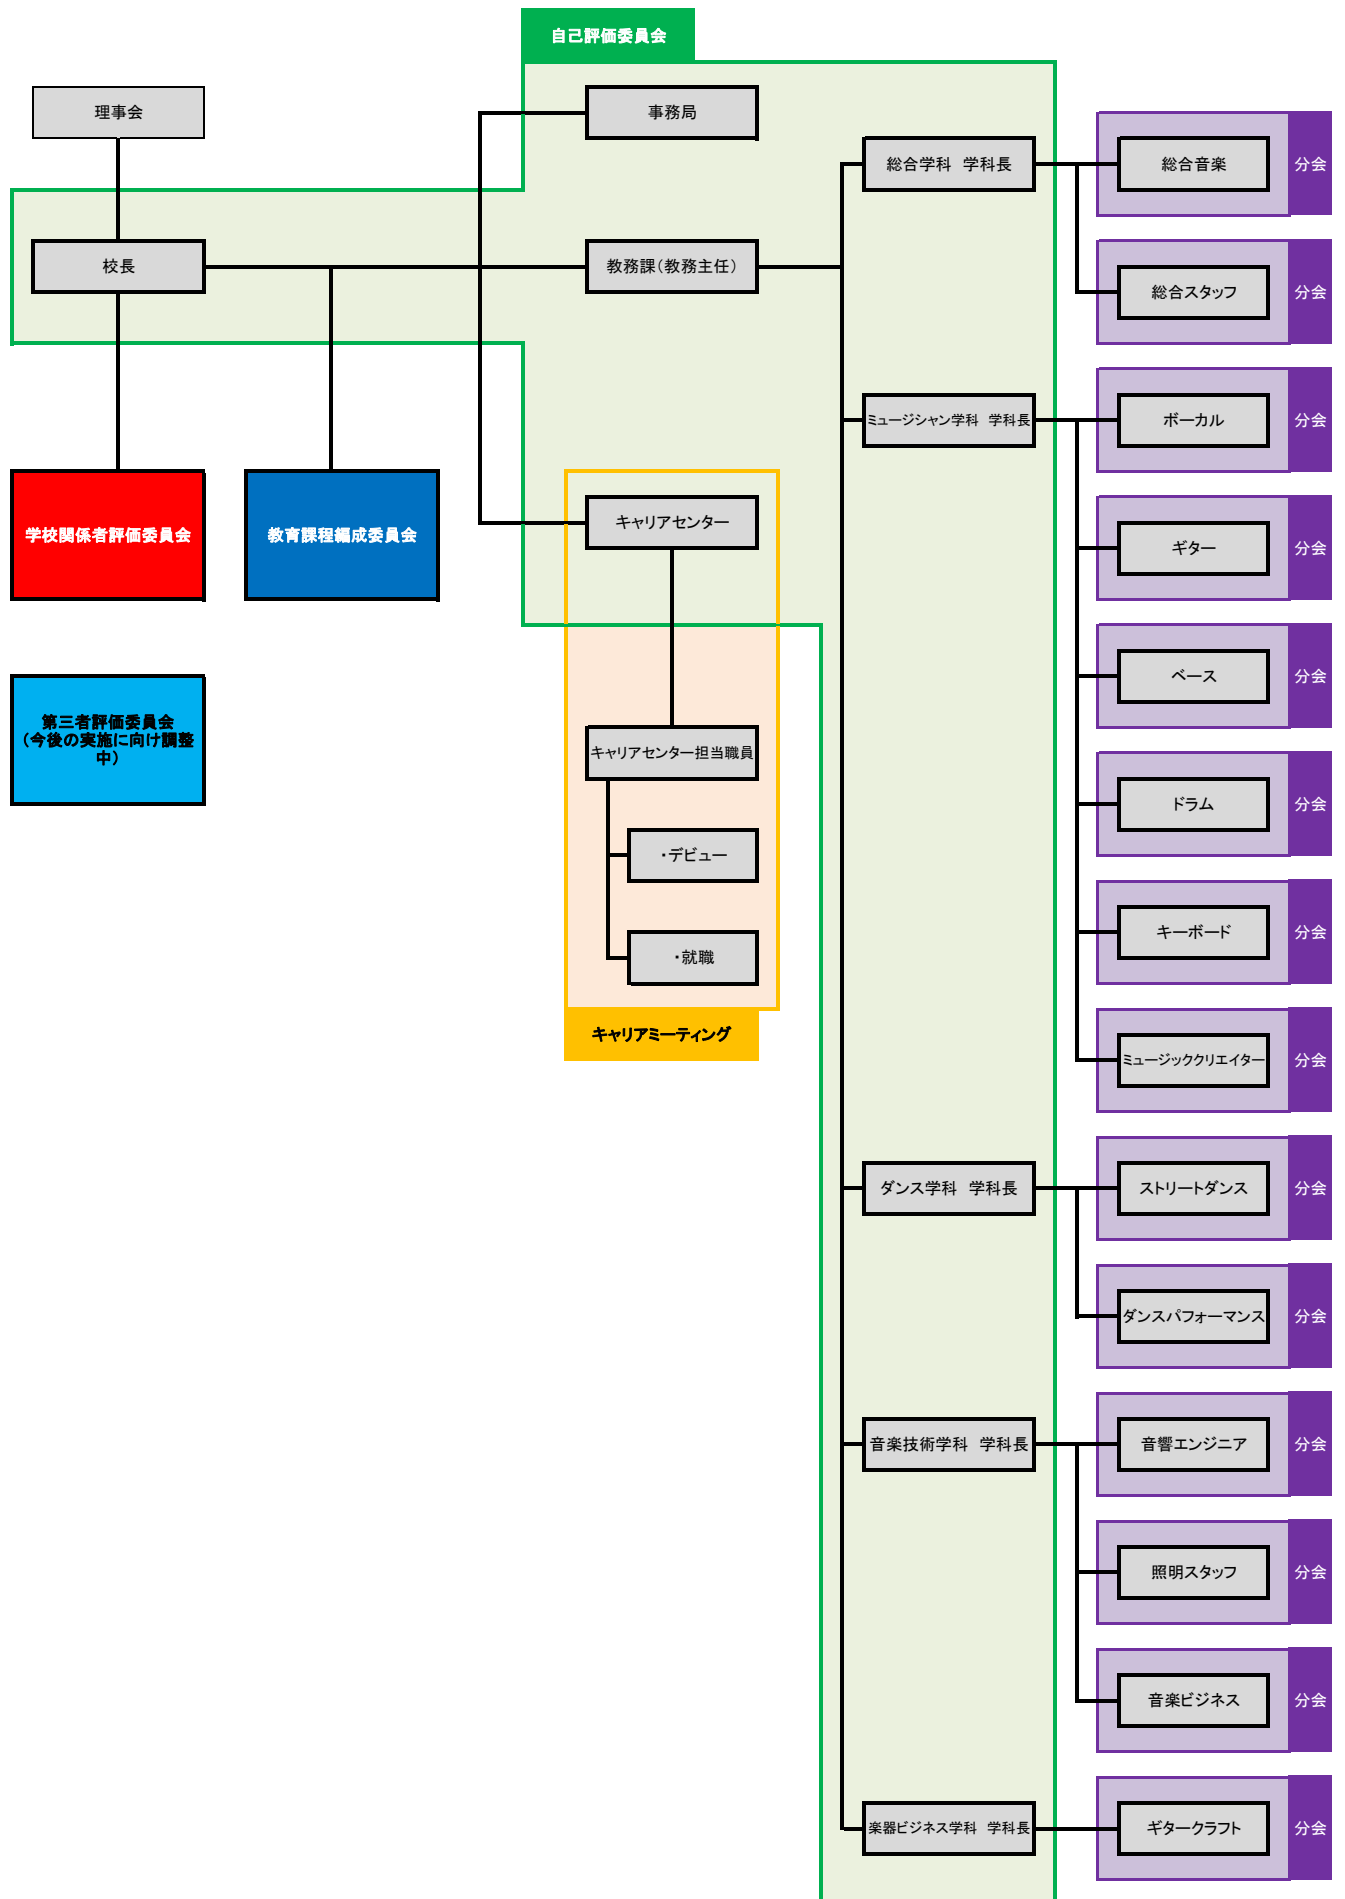 自己評価委員会
理事会
事務局
総合学科　学科長
総合音楽
分会
校長
教務課（教務主任）
総合スタッフ
分会
ミュージシャン学科　学科長
ボーカル
分会
学校関係者評価委員会
教育課程編成委員会
キャリアセンター
ギター
分会
ベース
分会
第三者評価委員会
（今後の実施に向け調整
中）
キャリアセンター担当職員
ドラム
分会
・デビュー
キーボード
分会
・就職
キャリアミーティング
ミュージッククリエイター
分会
ダンス学科　学科長
ストリートダンス
分会
ダンスパフォーマンス
分会
音楽技術学科　学科長
音響エンジニア
分会
照明スタッフ
分会
音楽ビジネス
分会
楽器ビジネス学科　学科長
ギタークラフト
分会